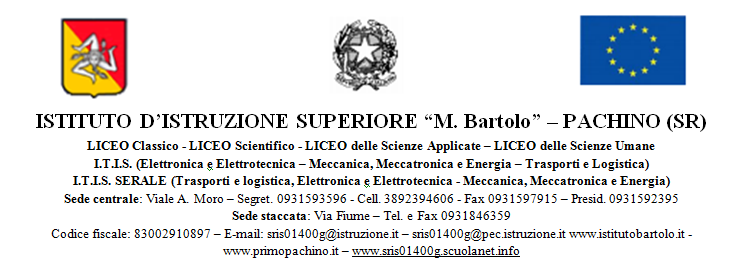 ISTITUTO D'ISTRUZIONE SUPERIORE “M. Bartolo” – PACHINO (SR)
LICEO Classico - LICEO Scientifico - LICEO delle Scienze Applicate – LICEO delle Scienze Umane
I.T.I.S. (Elettronica e Elettrotecnica – Meccanica, Meccatronica e Energia – Trasporti e Logistica)
I.T.I.S. SERALE (Trasporti e logistica, Elettronica e Elettrotecnica - Meccanica, Meccatronica e Energia)
Sede centrale: Viale A. Moro – Segret. 0931593596 - Cell. 3892394606 - Fax 0931597915 – Presid. 0931592395
Sede staccata: Via Fiume – Tel. e Fax 0931846359
Codice fiscale: 83002910897 – E-mail: sris01400g@istruzione.it – sris01400g@pec.istruzione.it www.istitutobartolo.it -
www.primopachino.it – www.sris01400g.scuolanet.info